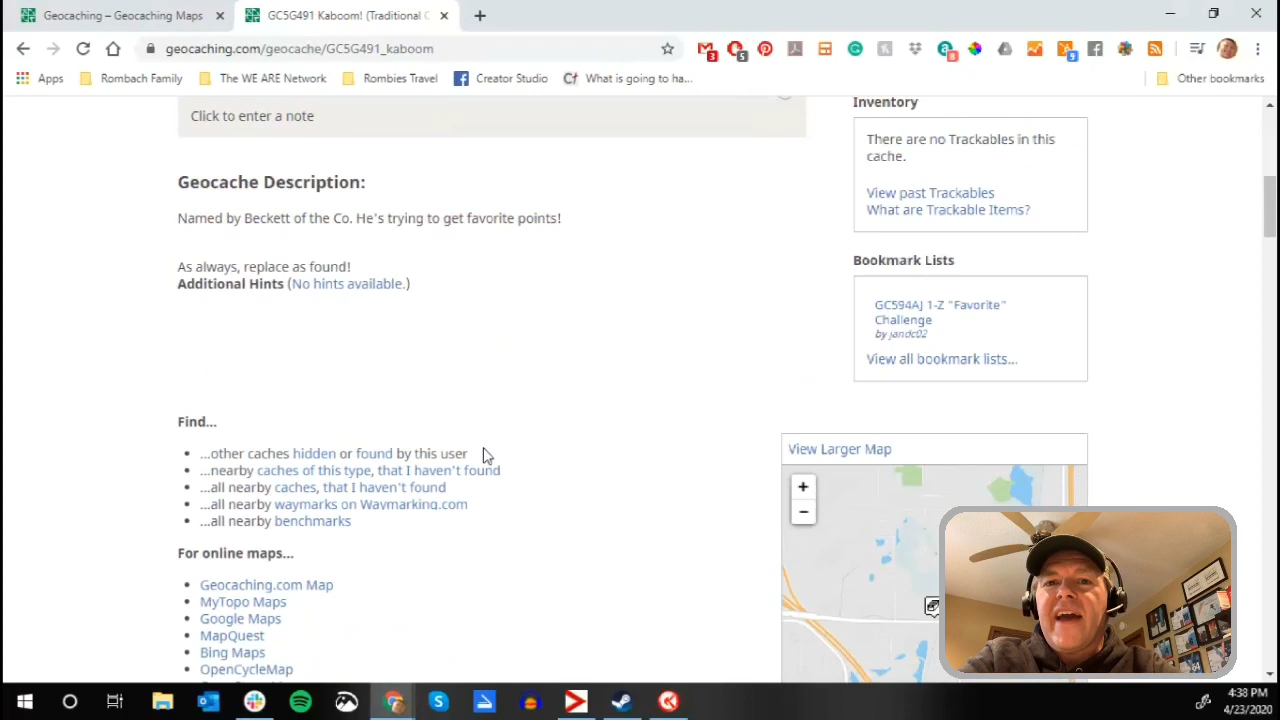 Geocaching – Geocaching Maps
GC5G491 Kaboom! (Traditional C
geocaching.com/geocache/GC5G491_kaboom
3
5
8
9
Apps
Rombach Family
The WE ARE Network
Rombies Travel
Creator Studio
What is going to ha...
Other bookmarks
Click to enter a note
Geocache Description:
Named by Beckett of the Co. He's trying to get favorite points!
As always, replace as found!
Additional Hints (No hints available.)
Find...
...other caches hidden or found by this user
...nearby caches of this type, that I haven't found
...all nearby caches, that I haven't found
...all nearby waymarks on Waymarking.com
...all nearby benchmarks
For online maps...
Geocaching.com Map
MyTopo Maps
Google Maps
MapQuest
Bing Maps
OpenCycleMap
Inventory
There are no Trackables in this
cache.
View past Trackables
What are Trackable Items?
Bookmark Lists
GC594AJ 1-Z "Favorite"
Challenge
by jandc02
View all bookmark lists...
View Larger Map
+
−
4:38 PM
4/23/2020